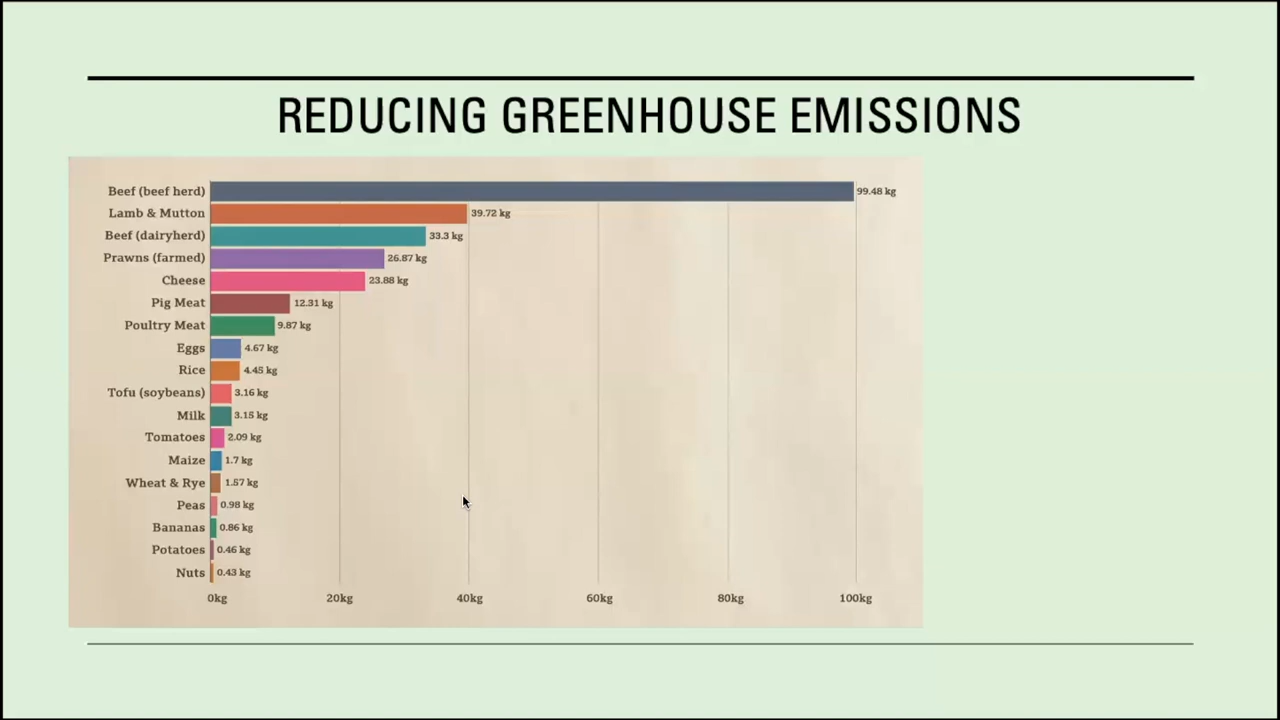 REDUCING GREENHOUSE EMISSIONS
Beef (beef herd) 99.48 kg
Lamb & Mutton 39.72 kg
Beef (dairyherd) 33.3 kg
Prawns (farmed) 26.87 kg
Cheese 23.88 kg
Pig Meat 12.31 kg
Poultry Meat 9.87 kg
Eggs 4.67 kg
Rice 4.45 kg
Tofu (soybeans) 3.16 kg
Milk 3.15 kg
Tomatoes 2.09 kg
Maize 1.7 kg
Wheat & Rye 1.57 kg
Peas 0.98 kg
Bananas 0.86 kg
Potatoes 0.46 kg
Nuts 0.43 kg
0kg 20kg 40kg 60kg 80kg 100kg